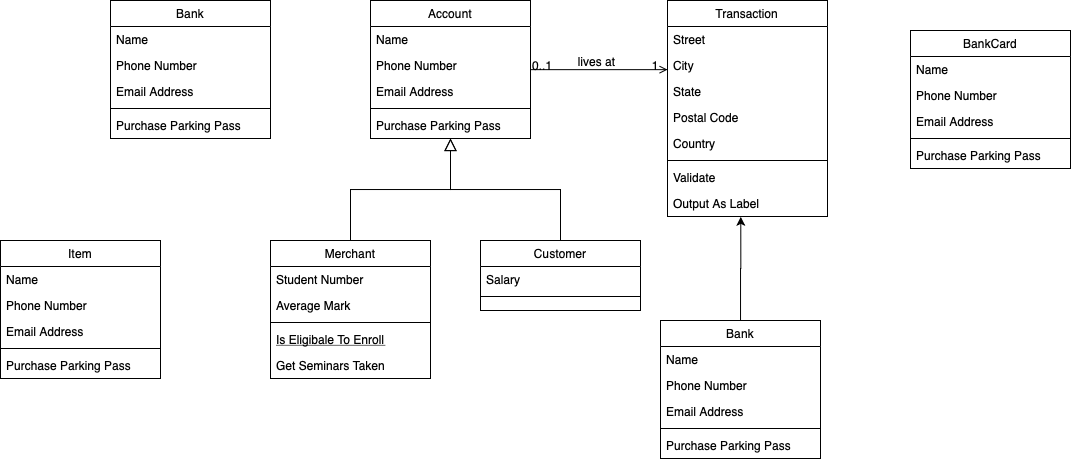 Bank
Name
Phone Number
Email Address
Purchase Parking Pass
Account
Name
Phone Number
Email Address
Purchase Parking Pass
0..1
lives at
1
Transaction
Street
City
State
Postal Code
Country
Validate
Output As Label
BankCard
Name
Phone Number
Email Address
Purchase Parking Pass
Item
Name
Phone Number
Email Address
Purchase Parking Pass
Merchant
Student Number
Average Mark
Is Eligibale To Enroll
Get Seminars Taken
Customer
Salary
Bank
Name
Phone Number
Email Address
Purchase Parking Pass